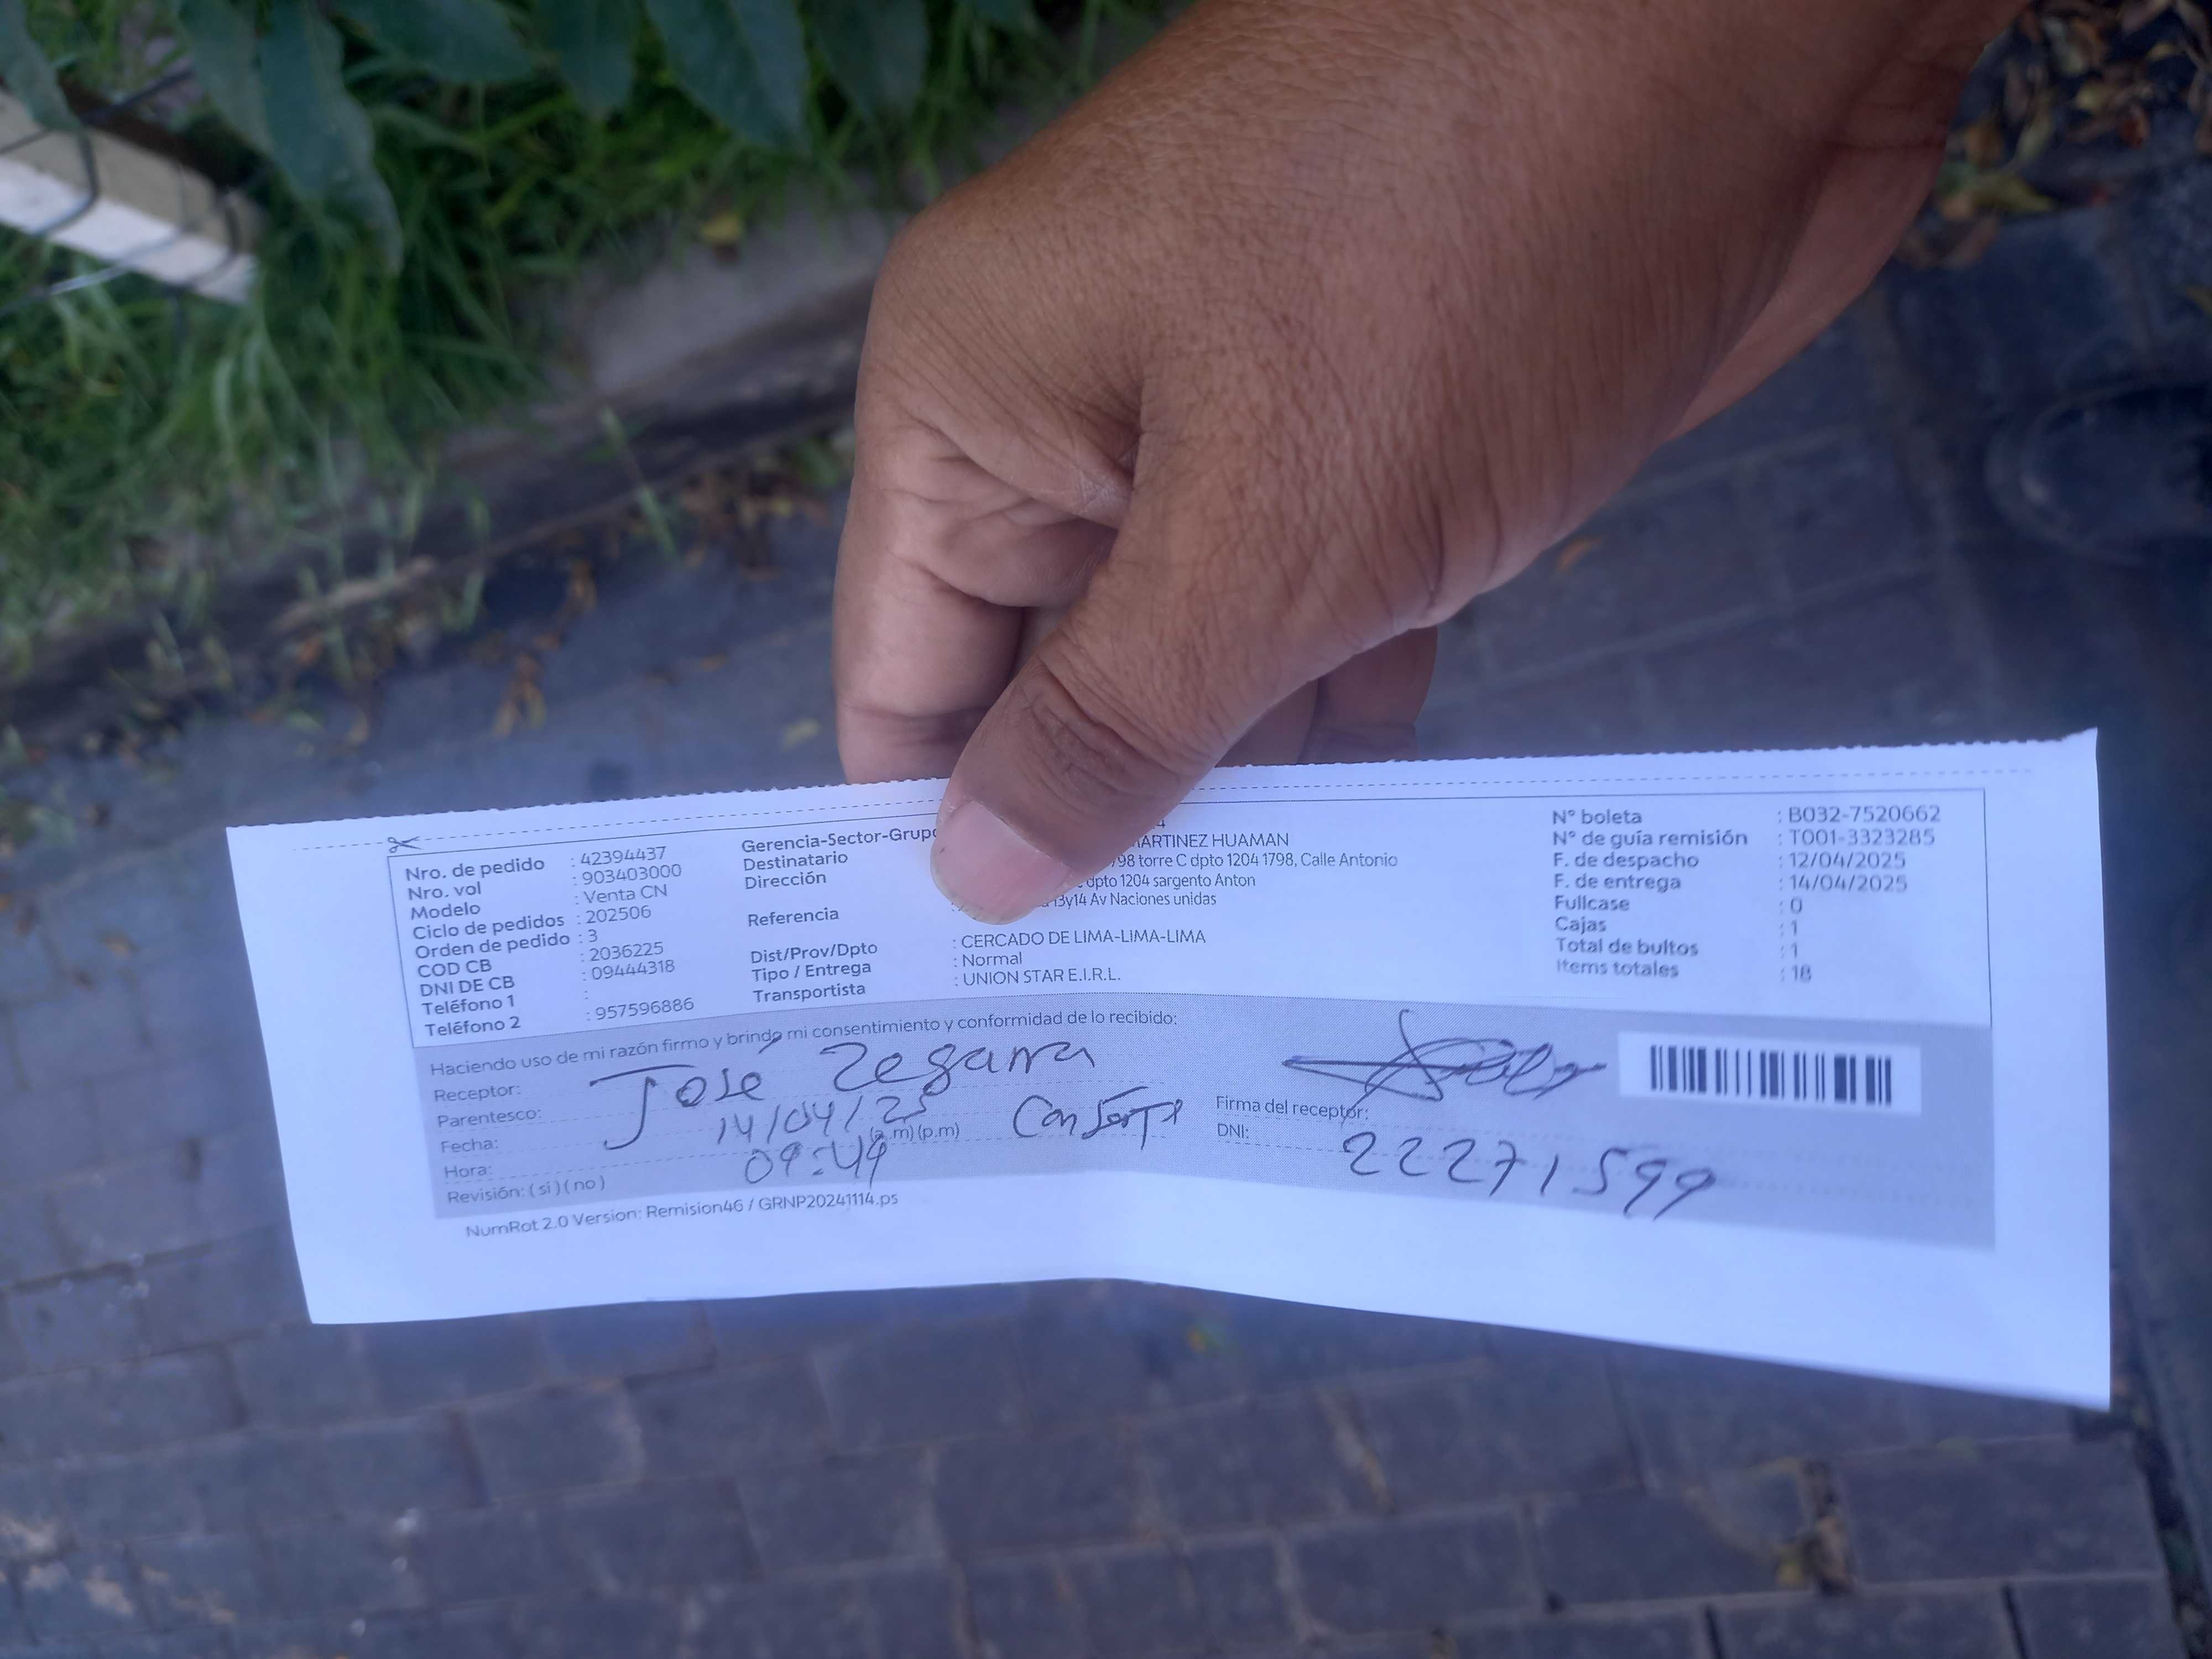 Nro. de pedido : 42394437
Nro. vol : 903403000
Modelo : Venta CN
Ciclo de pedidos : 202506
Orden de pedido : 3
COD CB : 2036225
DNI DE CB : 09444318
Teléfono 1 :
Teléfono 2 : 957596886
Gerencia-Sector-Grupo
Destinatario HUAMAN
Dirección torre C dpto 1204 1798, Calle Antonio
dpto 1204 sargento Anton
Referencia Av Naciones unidas
Dist/Prov/Dpto : CERCADO DE LIMA-LIMA-LIMA
Tipo / Entrega : Normal
Transportista : UNION STAR E.I.R.L.
N° boleta : B032-7520662
N° de guía remisión : T001-3323285
F. de despacho : 12/04/2025
F. de entrega : 14/04/2025
Fullcase : 0
Cajas : 1
Total de bultos : 1
Items totales : 18
Haciendo uso de mi razón firmo y brindo mi consentimiento y conformidad de lo recibido:
Receptor: José Zegarra
Parentesco:
Fecha: 14/04/25
Hora: 09:49 (a.m) (p.m)
Revisión: ( si ) ( no )
Firma del receptor:
DNI: 22271599
NumRot 2.0 Version: Remision46 / GRNP20241114.ps